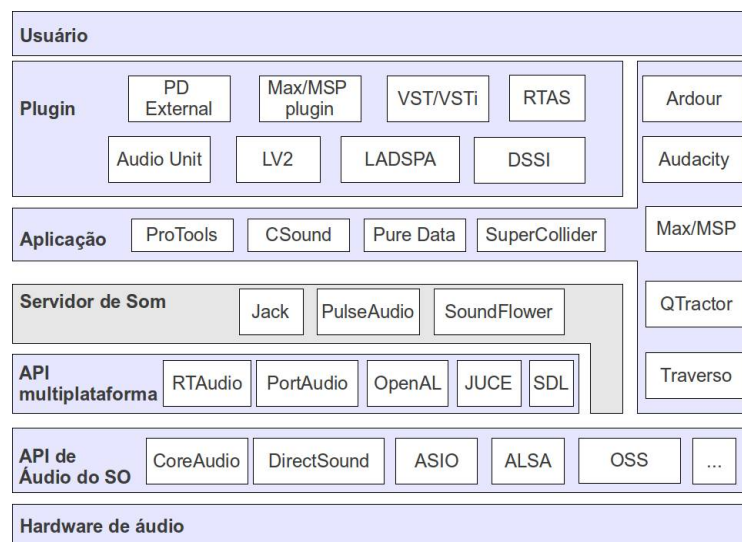 Usuário
Plugin
PD
External
Max/MSP
plugin
VST/VSTi
RTAS
Audio Unit
LV2
LADSPA
DSSI
Ardour
Audacity
Aplicação
ProTools
CSound
Pure Data
SuperCollider
Max/MSP
QTractor
Traverso
Servidor de Som
Jack
PulseAudio
SoundFlower
API
multiplataforma
RTAudio
PortAudio
OpenAL
JUCE
SDL
API de
Áudio do SO
CoreAudio
DirectSound
ASIO
ALSA
OSS
...
Hardware de áudio